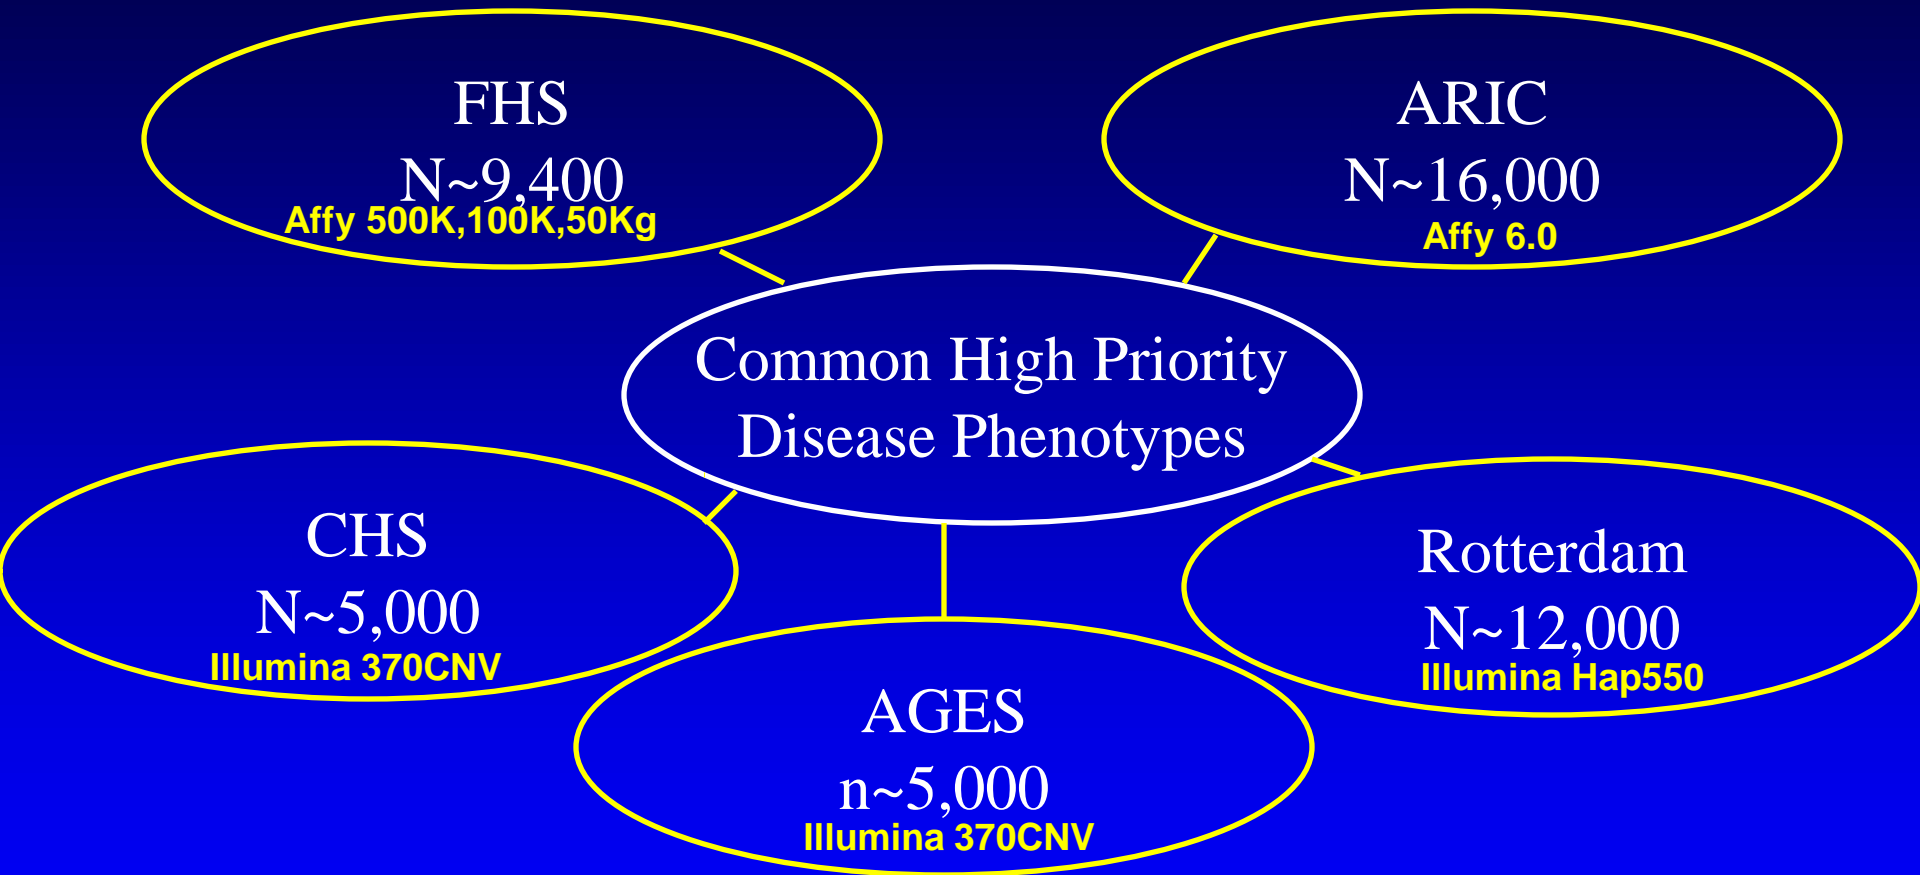 FHS
N~9,400
Affy 500K,100K,50Kg
ARIC
N~16,000
Affy 6.0
Common High Priority
Disease Phenotypes
CHS
N~5,000
Illumina 370CNV
Rotterdam
N~12,000
Illumina Hap550
AGES
n~5,000
Illumina 370CNV